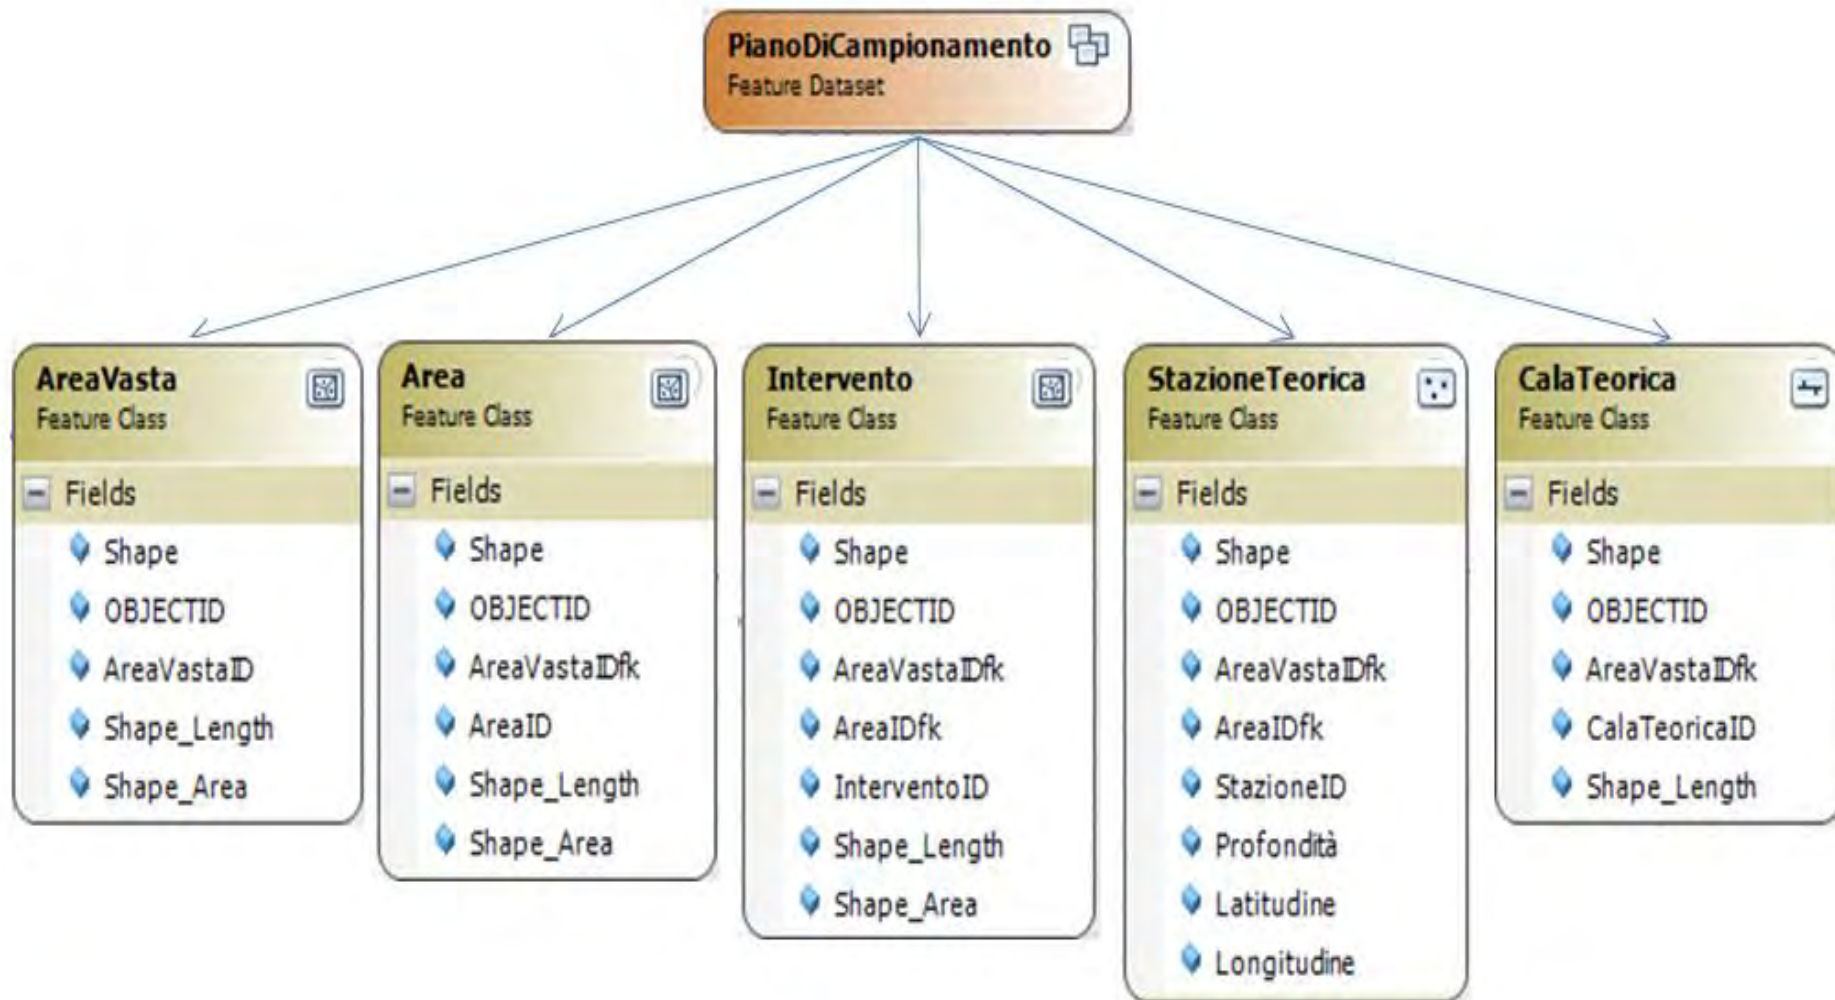 PianoDiCampionamento
Feature Dataset
AreaVasta
Feature Class
Fields
Shape
OBJECTID
AreaVastaID
Shape_Length
Shape_Area
Area
Feature Class
Fields
Shape
OBJECTID
AreaVastaIDfk
AreaID
Shape_Length
Shape_Area
Intervento
Feature Class
Fields
Shape
OBJECTID
AreaVastaIDfk
AreaIDfk
InterventoID
Shape_Length
Shape_Area
StazioneTeorica
Feature Class
Fields
Shape
OBJECTID
AreaVastaIDfk
AreaIDfk
StazioneID
Profondità
Latitudine
Longitudine
CalaTeorica
Feature Class
Fields
Shape
OBJECTID
AreaVastaIDfk
CalaTeoricaID
Shape_Length